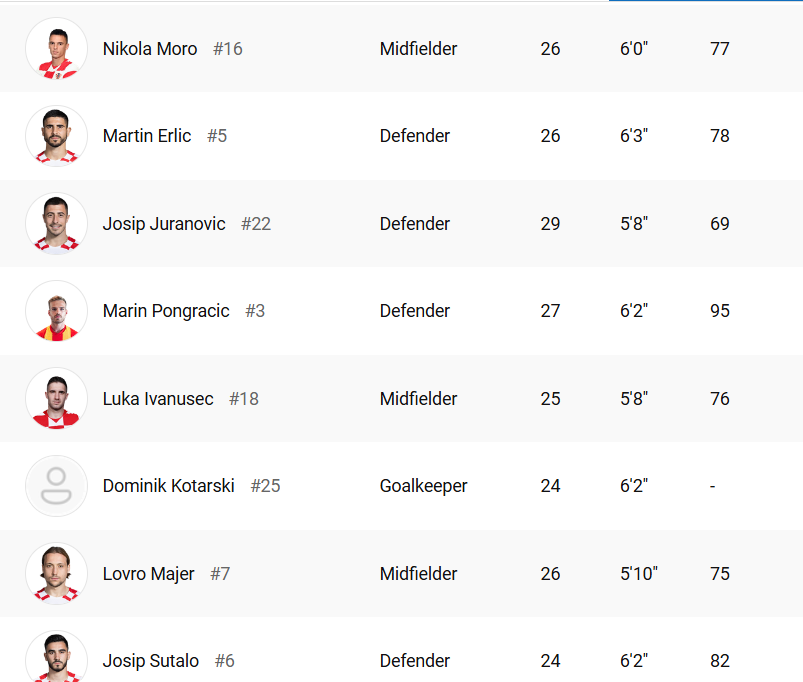 Nikola Moro #16 Midfielder 26 6'0" 77
Martin Erlic #5 Defender 26 6'3" 78
Josip Juranovic #22 Defender 29 5'8" 69
Marin Pongracic #3 Defender 27 6'2" 95
Luka Ivanusec #18 Midfielder 25 5'8" 76
Dominik Kotarski #25 Goalkeeper 24 6'2" -
Lovro Majer #7 Midfielder 26 5'10" 75
Josip Sutalo #6 Defender 24 6'2" 82